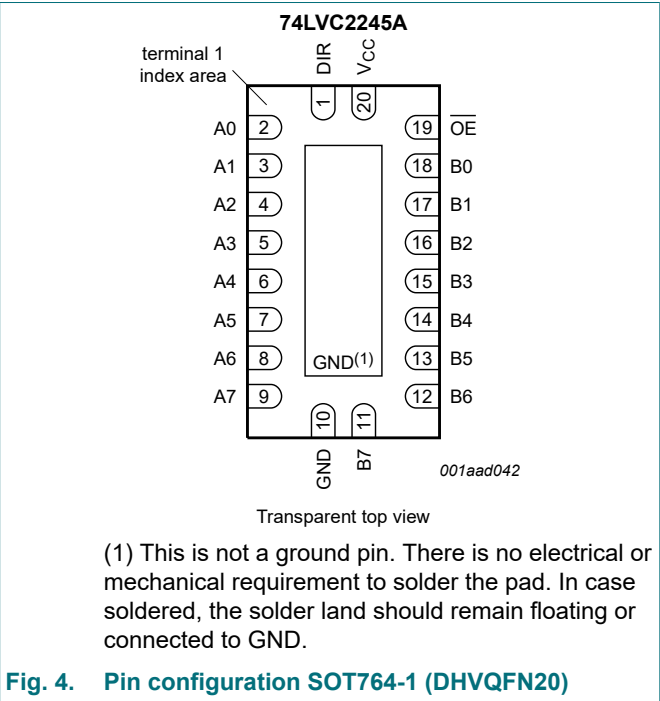 74LVC2245A
terminal 1
index area
DIR
VCC
1
20
A0 2
19 OE
A1 3
18 B0
A2 4
17 B1
A3 5
16 B2
A4 6
15 B3
A5 7
14 B4
A6 8
13 B5
A7 9
12 B6
GND(1)
10
11
GND
B7
001aad042
Transparent top view
(1) This is not a ground pin. There is no electrical or
mechanical requirement to solder the pad. In case
soldered, the solder land should remain floating or
connected to GND.
Fig. 4. Pin configuration SOT764-1 (DHVQFN20)